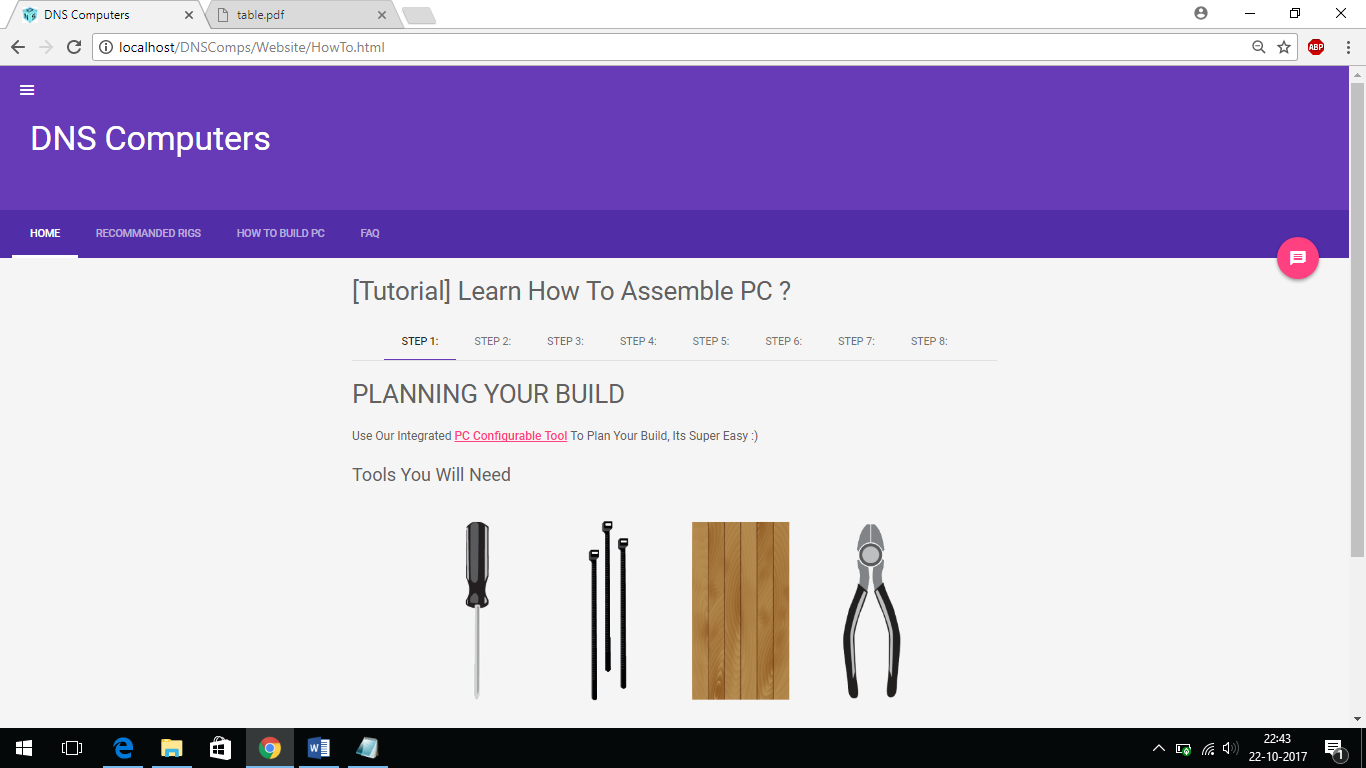 DNS Computers
table.pdf
localhost/DNSComps/Website/HowTo.html
ABP
DNS Computers
HOME RECOMMANDED RIGS HOW TO BUILD PC FAQ
[Tutorial] Learn How To Assemble PC ?
STEP 1: STEP 2: STEP 3: STEP 4: STEP 5: STEP 6: STEP 7: STEP 8:
PLANNING YOUR BUILD
Use Our Integrated PC Configurable Tool To Plan Your Build, Its Super Easy :)
Tools You Will Need
22:43
22-10-2017
1